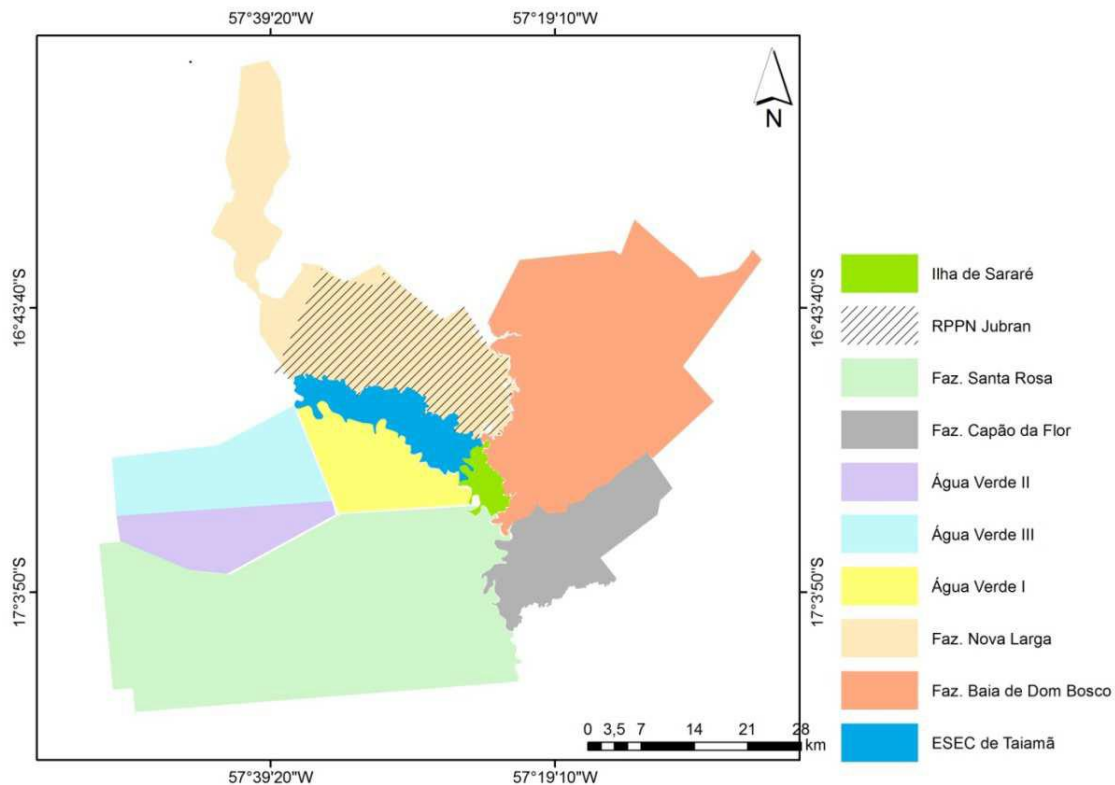 57°39'20"W 57°19'10"W
N
16°43'40"S 16°43'40"S
17°3'50"S 17°3'50"S
0 3,5 7 14 21 28
km
57°39'20"W 57°19'10"W
Ilha de Sararé
RPPN Jubran
Faz. Santa Rosa
Faz. Capão da Flor
Água Verde II
Água Verde III
Água Verde I
Faz. Nova Larga
Faz. Baia de Dom Bosco
ESEC de Taiamã